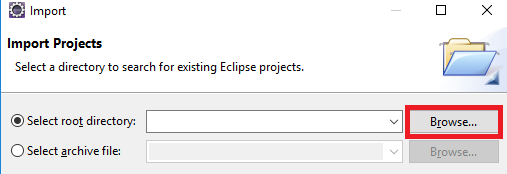 Import
Import Projects
Select a directory to search for existing Eclipse projects.
Select root directory: Browse...
Select archive file: Browse...